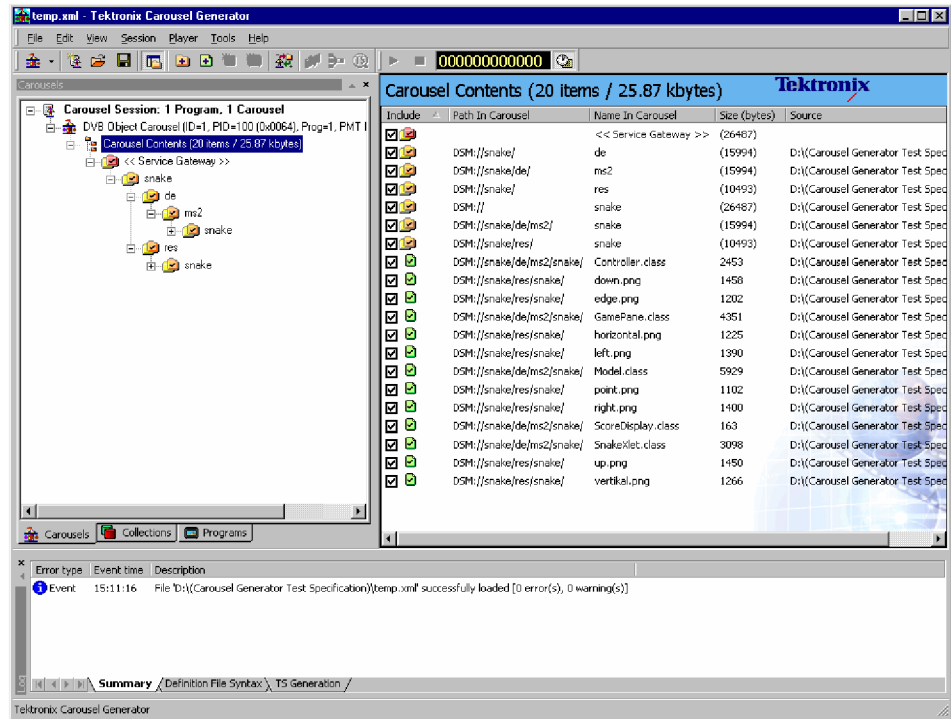 temp.xml - Tektronix Carousel Generator
File Edit View Session Player Tools Help
000000000000
Carousels
Carousel Session: 1 Program, 1 Carousel
DVB Object Carousel (ID=1, PID=100 (0x0064), Prog=1, PMT
Carousel Contents (20 items / 25.87 kbytes)
<< Service Gateway >>
snake
de
ms2
snake
res
snake
Carousels Collections Programs
Carousel Contents (20 items / 25.87 kbytes) Tektronix
Include Path In Carousel Name In Carousel Size (bytes) Source
<< Service Gateway >> (26487)
DSM://snake/ de (15994) D:\(Carousel Generator Test Spec
DSM://snake/de/ ms2 (15994) D:\(Carousel Generator Test Spec
DSM://snake/ res (10493) D:\(Carousel Generator Test Spec
DSM:// snake (26487) D:\(Carousel Generator Test Spec
DSM://snake/de/ms2/ snake (15994) D:\(Carousel Generator Test Spec
DSM://snake/res/ snake (10493) D:\(Carousel Generator Test Spec
DSM://snake/de/ms2/snake/ Controller.class 2453 D:\(Carousel Generator Test Spec
DSM://snake/res/snake/ down.png 1458 D:\(Carousel Generator Test Spec
DSM://snake/res/snake/ edge.png 1202 D:\(Carousel Generator Test Spec
DSM://snake/de/ms2/snake/ GamePane.class 4351 D:\(Carousel Generator Test Spec
DSM://snake/res/snake/ horizontal.png 1225 D:\(Carousel Generator Test Spec
DSM://snake/res/snake/ left.png 1390 D:\(Carousel Generator Test Spec
DSM://snake/de/ms2/snake/ Model.class 5929 D:\(Carousel Generator Test Spec
DSM://snake/res/snake/ point.png 1102 D:\(Carousel Generator Test Spec
DSM://snake/res/snake/ right.png 1400 D:\(Carousel Generator Test Spec
DSM://snake/de/ms2/snake/ ScoreDisplay.class 163 D:\(Carousel Generator Test Spec
DSM://snake/de/ms2/snake/ SnakeXlet.class 3098 D:\(Carousel Generator Test Spec
DSM://snake/res/snake/ up.png 1450 D:\(Carousel Generator Test Spec
DSM://snake/res/snake/ vertikal.png 1266 D:\(Carousel Generator Test Spec
Error type Event time Description
Event 15:11:16 File 'D:\(Carousel Generator Test Specification)\temp.xml' successfully loaded [0 error(s), 0 warning(s)]
Log
Summary Definition File Syntax TS Generation
Tektronix Carousel Generator